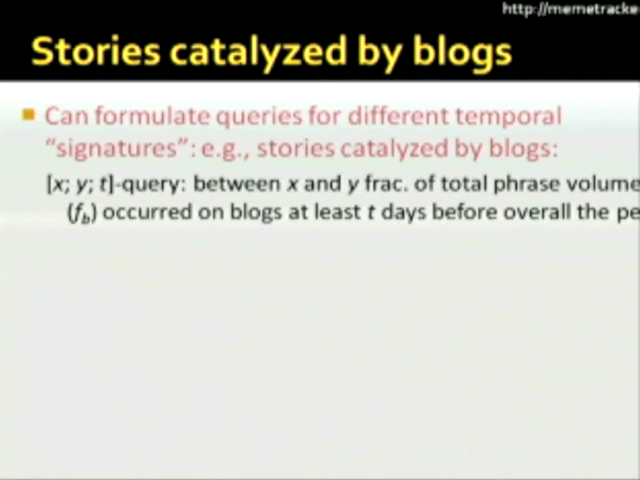 http://memetracke
Stories catalyzed by blogs
Can formulate queries for different temporal
"signatures": e.g., stories catalyzed by blogs:
[x; y; t]-query: between x and y frac. of total phrase volume
(fb) occurred on blogs at least t days before overall the pe